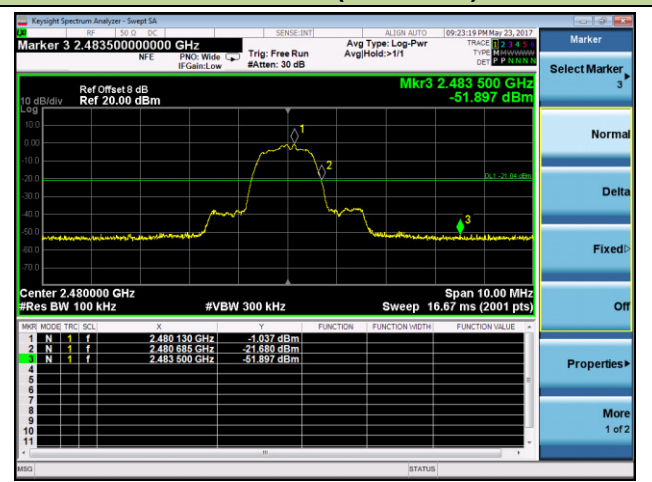 Keysight Spectrum Analyzer - Swept SA
RF 50 Ω DC SENSE:INT ALIGN AUTO 09:23:19 PM May 23, 2017
Marker 3 2.483500000000 GHz
NFE PNO: Wide IFGain:Low
Trig: Free Run
#Atten: 30 dB
Avg Type: Log-Pwr
Avg|Hold:>1/1
TRACE 1 2 3 4 5 6
TYPE M WWWWW
DET P P N N N N
Ref Offset 8 dB
10 dB/div Ref 20.00 dBm
Log
Mkr3 2.483 500 GHz
-51.897 dBm
10.0
0.00
-10.0
-20.0
-30.0
-40.0
-50.0
-60.0
-70.0
1
2
DL1 -21.04 dBm
3
Center 2.480000 GHz Span 10.00 MHz
#Res BW 100 kHz #VBW 300 kHz Sweep 16.67 ms (2001 pts)
MKR MODE TRC SCL X Y FUNCTION FUNCTION WIDTH FUNCTION VALUE
1 N 1 f 2.480 130 GHz -1.037 dBm
2 N 1 f 2.480 685 GHz -21.680 dBm
3 N 1 f 2.483 500 GHz -51.897 dBm
4
5
6
7
8
9
10
11
MSG STATUS
Marker
Select Marker
3
Normal
Delta
Fixed
Off
Properties
More
1 of 2